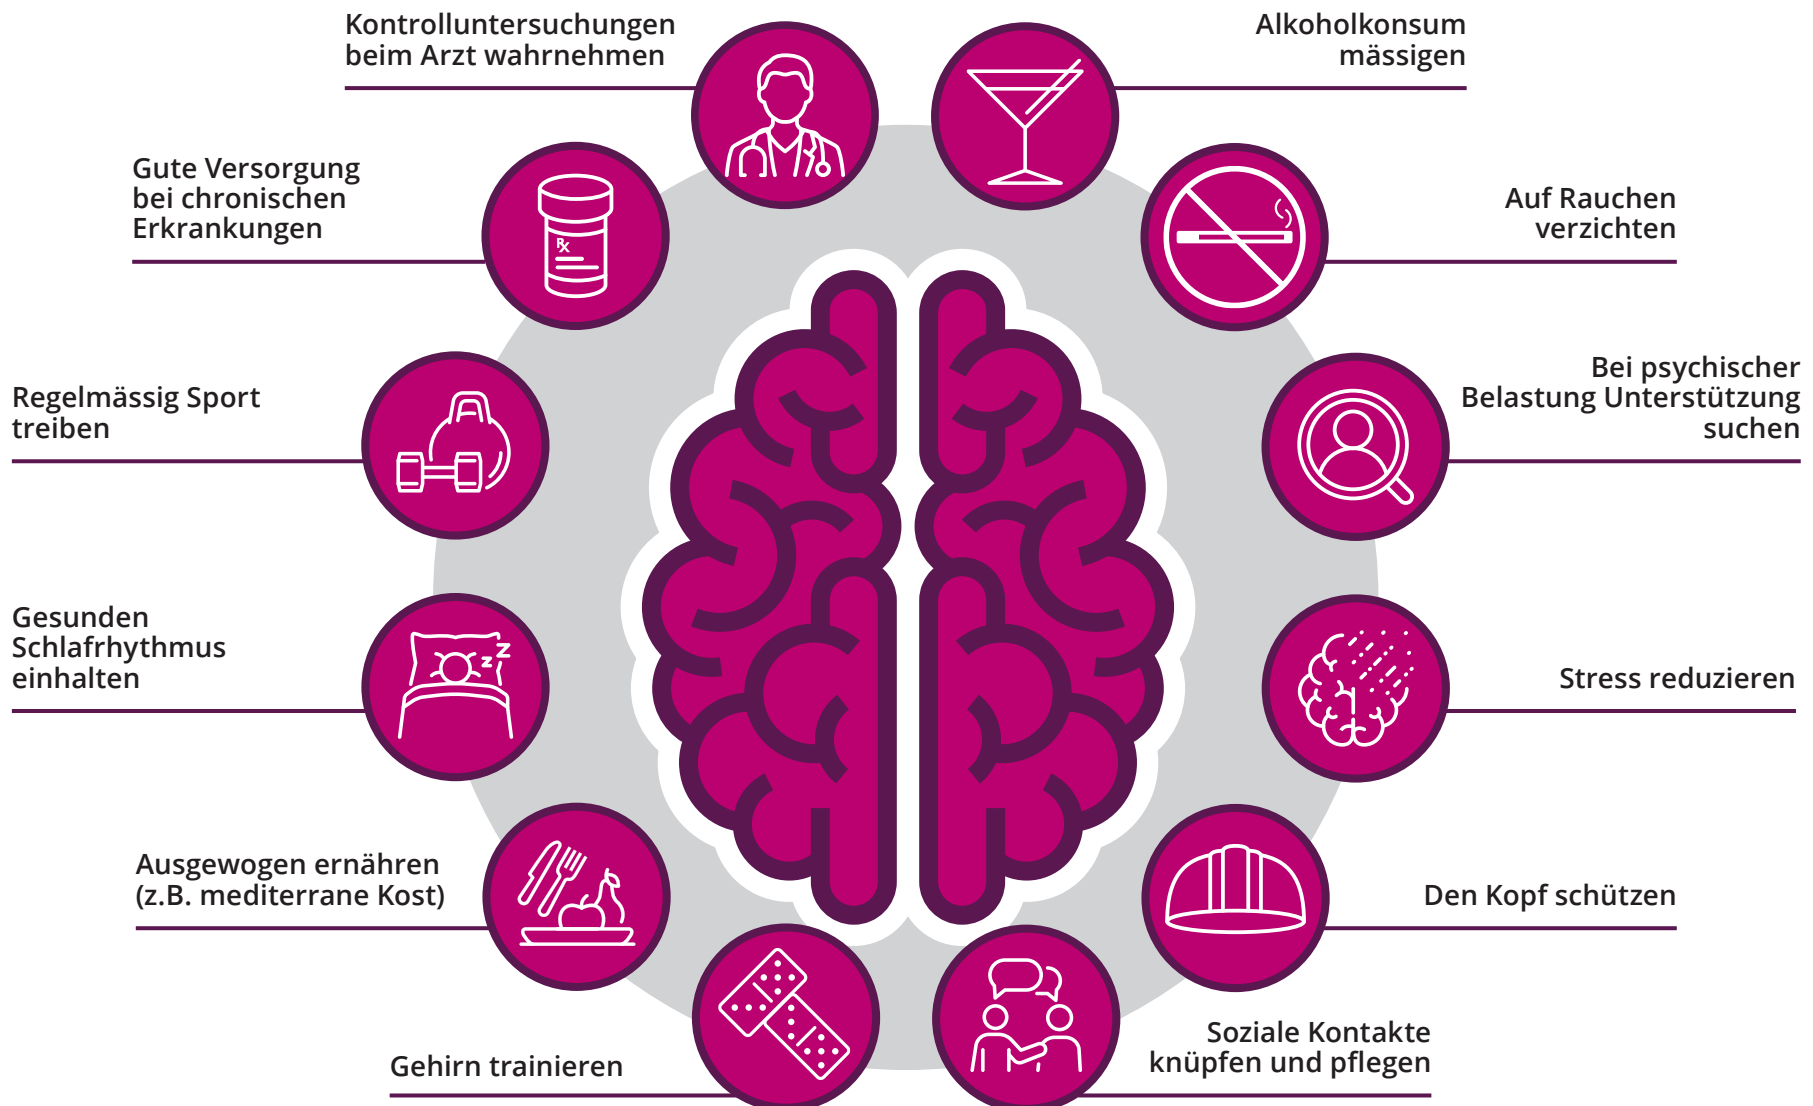 Kontrolluntersuchungen
beim Arzt wahrnehmen
Alkoholkonsum
mässigen
Gute Versorgung
bei chronischen
Erkrankungen
Rx
Auf Rauchen
verzichten
Regelmässig Sport
treiben
Bei psychischer
Belastung Unterstützung
suchen
Gesunden
Schlafrhythmus
einhalten
z Z
Stress reduzieren
Ausgewogen ernähren
(z.B. mediterrane Kost)
Den Kopf schützen
Gehirn trainieren
Soziale Kontakte
knüpfen und pflegen